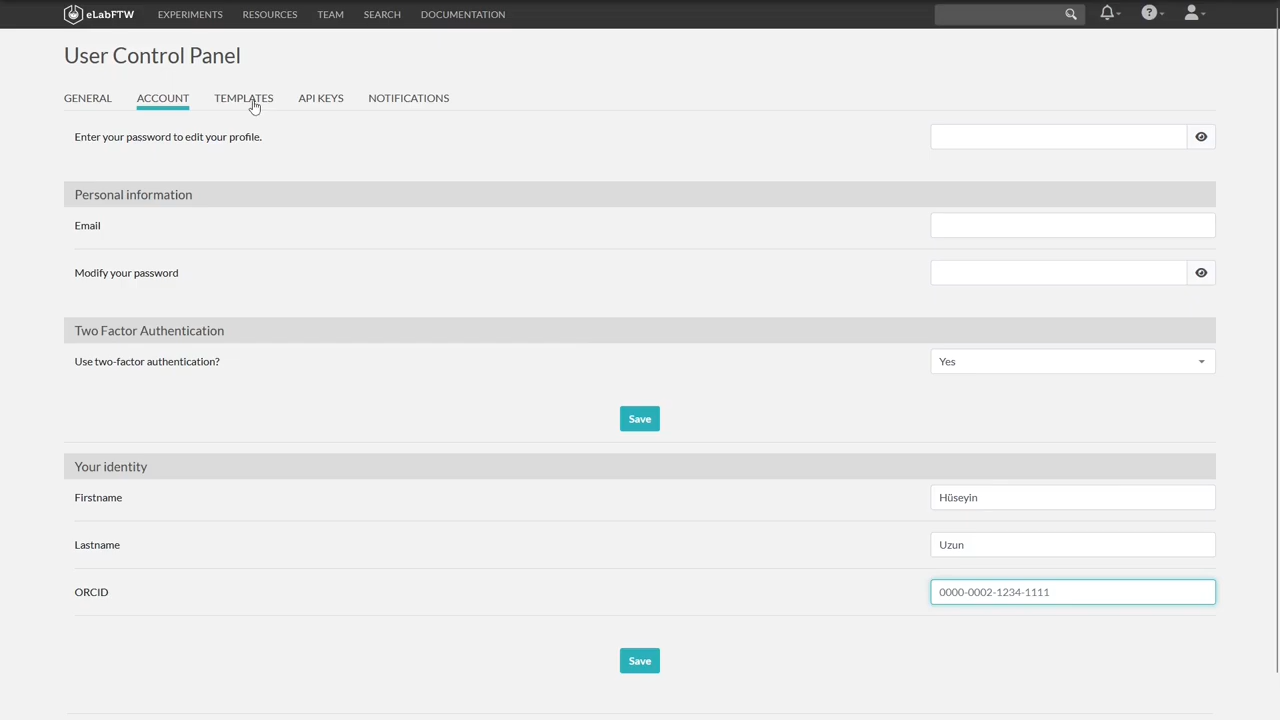 eLabFTW EXPERIMENTS RESOURCES TEAM SEARCH DOCUMENTATION
User Control Panel
GENERAL ACCOUNT TEMPLATES API KEYS NOTIFICATIONS
Enter your password to edit your profile.
Personal information
Email
Modify your password
Two Factor Authentication
Use two-factor authentication? Yes
Save
Your identity
Firstname Hüseyin
Lastname Uzun
ORCID 0000-0002-1234-1111
Save